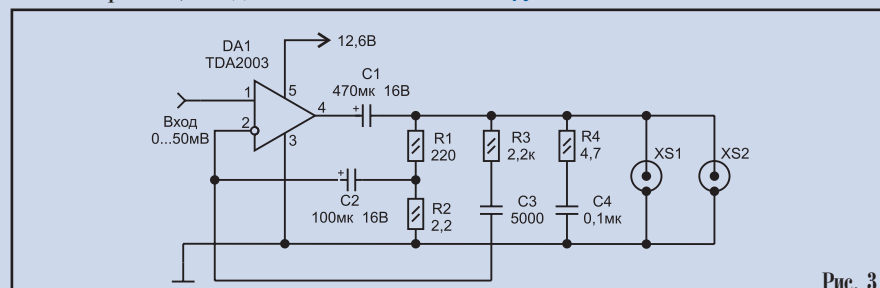 DA1
TDA2003
12,6В
C1
470мк 16В
1
5
4
2
3
+
Вход
0...50мВ
R1
220
R3
2,2к
R4
4,7
XS1
XS2
+
C2
100мк 16В
R2
2,2
C3
5000
C4
0,1мк
Рис. 3